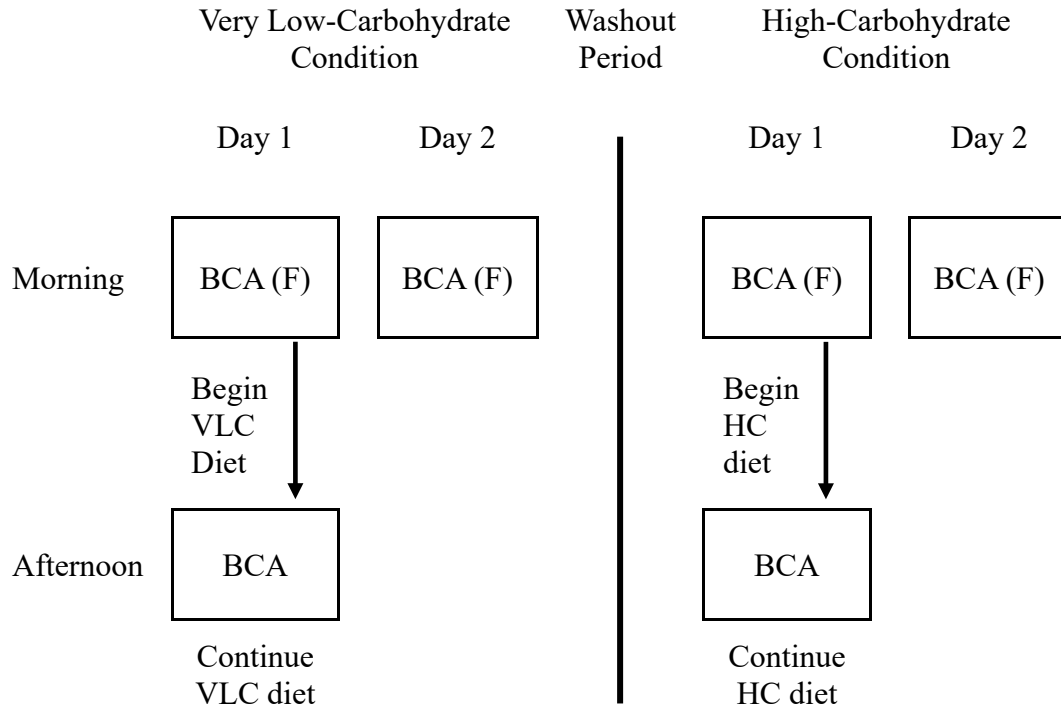 Very Low-Carbohydrate
Condition
Washout
Period
High-Carbohydrate
Condition
Day 1
Day 2
Day 1
Day 2
Morning
BCA (F)
BCA (F)
BCA (F)
BCA (F)
Begin
VLC
Diet
Begin
HC
diet
Afternoon
BCA
BCA
Continue
VLC diet
Continue
HC diet